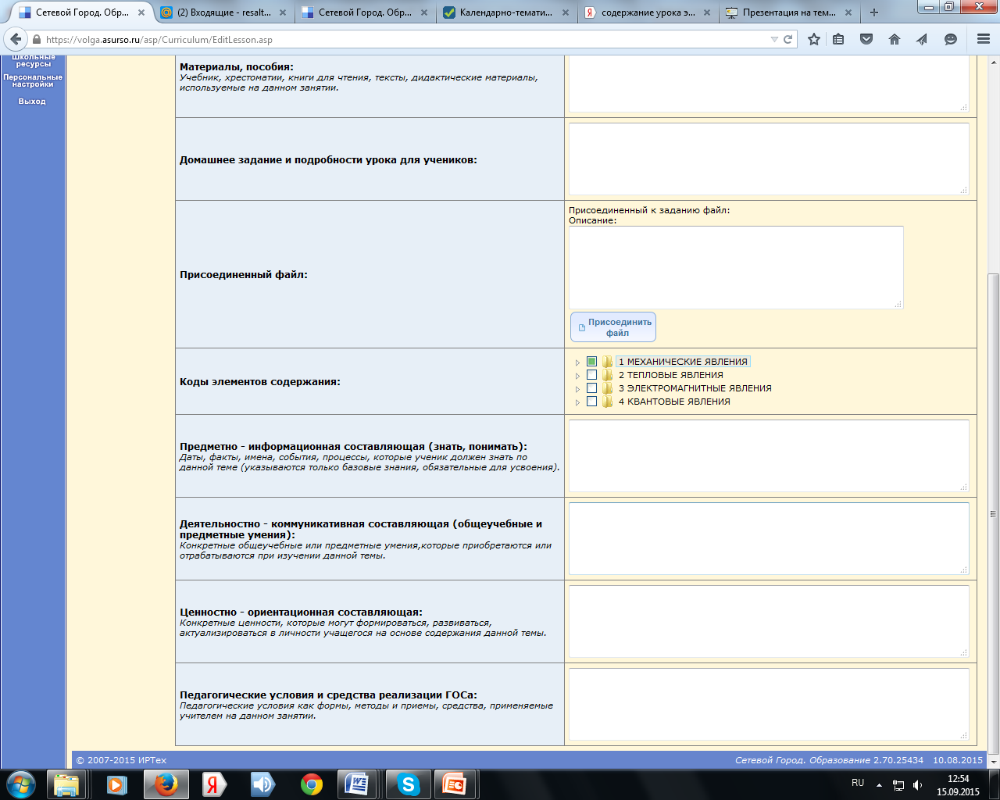 Сетевой Город. Обр...
(2) Входящие - resalt...
Сетевой Город. Обр...
Календарно-темати...
содержание урока э...
Презентация на тем...
https://volga.asurso.ru/asp/Curriculum/EditLesson.asp
Школьные
ресурсы
Персональные
настройки
Выход
Материалы, пособия:
Учебник, хрестоматии, книги для чтения, тексты, дидактические материалы,
используемые на данном занятии.
Домашнее задание и подробности урока для учеников:
Присоединенный файл:
Присоединенный к заданию файл:
Описание:
Присоединить
файл
Коды элементов содержания:
1 МЕХАНИЧЕСКИЕ ЯВЛЕНИЯ
2 ТЕПЛОВЫЕ ЯВЛЕНИЯ
3 ЭЛЕКТРОМАГНИТНЫЕ ЯВЛЕНИЯ
4 КВАНТОВЫЕ ЯВЛЕНИЯ
Предметно - информационная составляющая (знать, понимать):
Даты, факты, имена, события, процессы, которые ученик должен знать по
данной теме (указываются только базовые знания, обязательные для усвоения).
Деятельностно - коммуникативная составляющая (общеучебные и
предметные умения):
Конкретные общеучебные или предметные умения,которые приобретаются или
отрабатываются при изучении данной темы.
Ценностно - ориентационная составляющая:
Конкретные ценности, которые могут формироваться, развиваться,
актуализироваться в личности учащегося на основе содержания данной темы.
Педагогические условия и средства реализации ГОСа:
Педагогические условия как формы, методы и приемы, средства, применяемые
учителем на данном занятии.
© 2007-2015 ИРТех
Сетевой Город. Образование 2.70.25434 10.08.2015
RU
12:54
15.09.2015